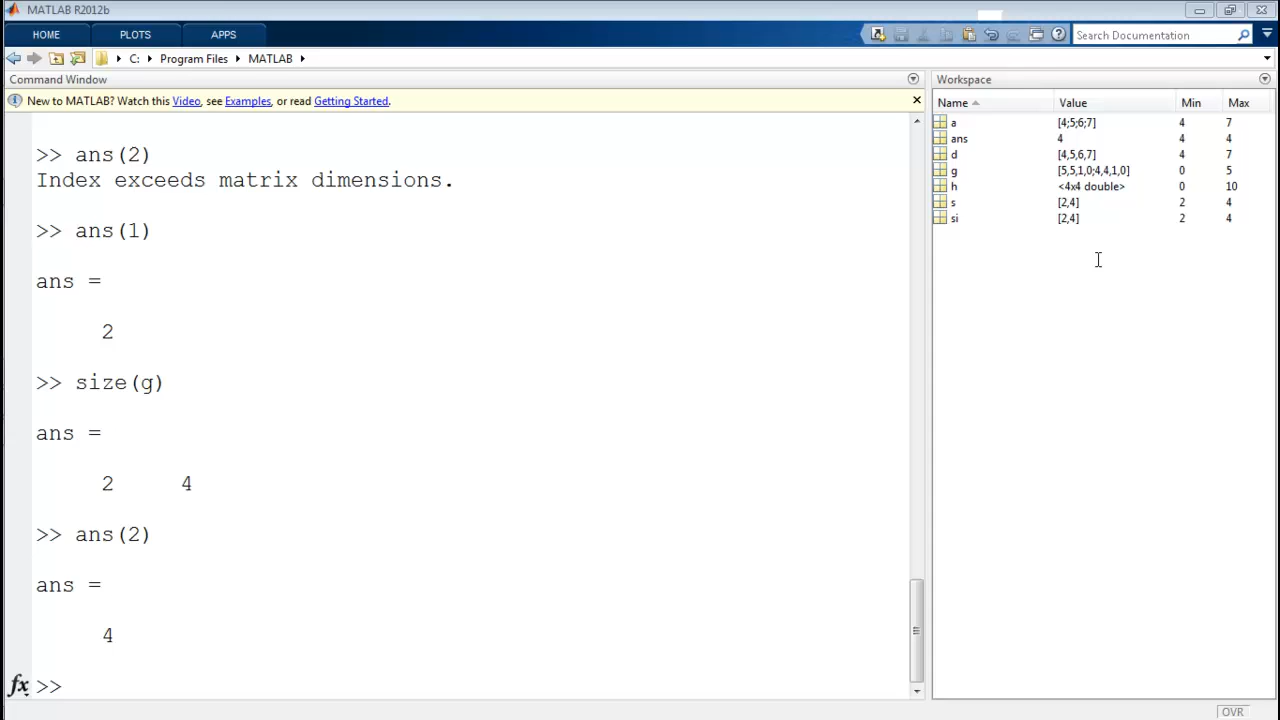 MATLAB R2012b
HOME PLOTS APPS Search Documentation
C: Program Files MATLAB
Command Window
New to MATLAB? Watch this Video, see Examples, or read Getting Started.
>> ans(2)
Index exceeds matrix dimensions.
>> ans(1)
ans =
2
>> size(g)
ans =
2 4
>> ans(2)
ans =
4
fx >>
Workspace
Name Value Min Max
a [4;5;6;7] 4 7
ans 4 4 4
d [4,5,6,7] 4 7
g [5,5,1,0;4,4,1,0] 0 5
h <4x4 double> 0 10
s [2,4] 2 4
si [2,4] 2 4
OVR